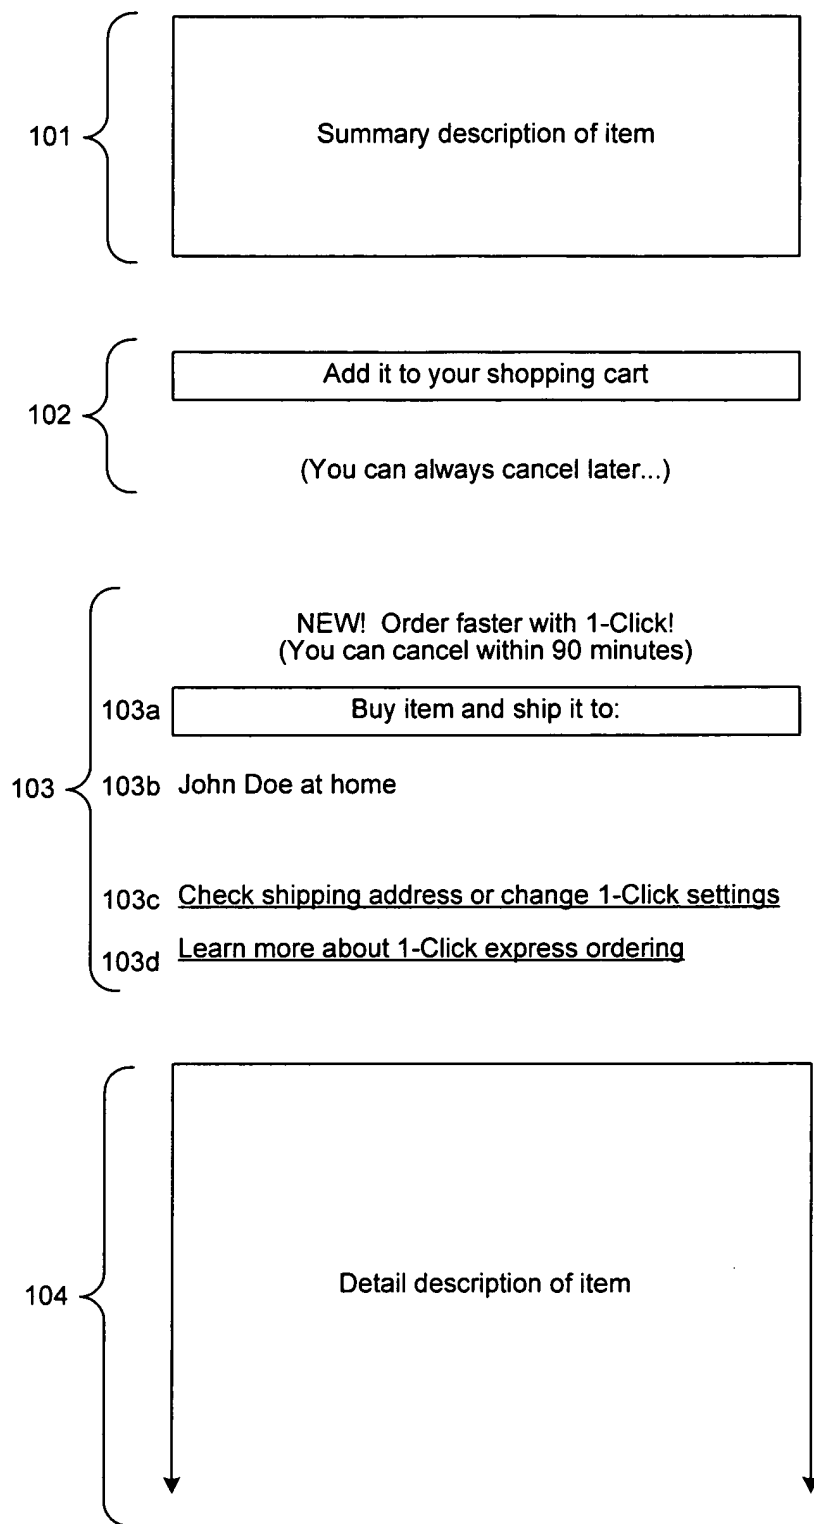 101
Summary description of item
102
Add it to your shopping cart
(You can always cancel later...)
103
NEW! Order faster with 1-Click!
(You can cancel within 90 minutes)
103a Buy item and ship it to:
103b John Doe at home
103c Check shipping address or change 1-Click settings
103d Learn more about 1-Click express ordering
104
Detail description of item